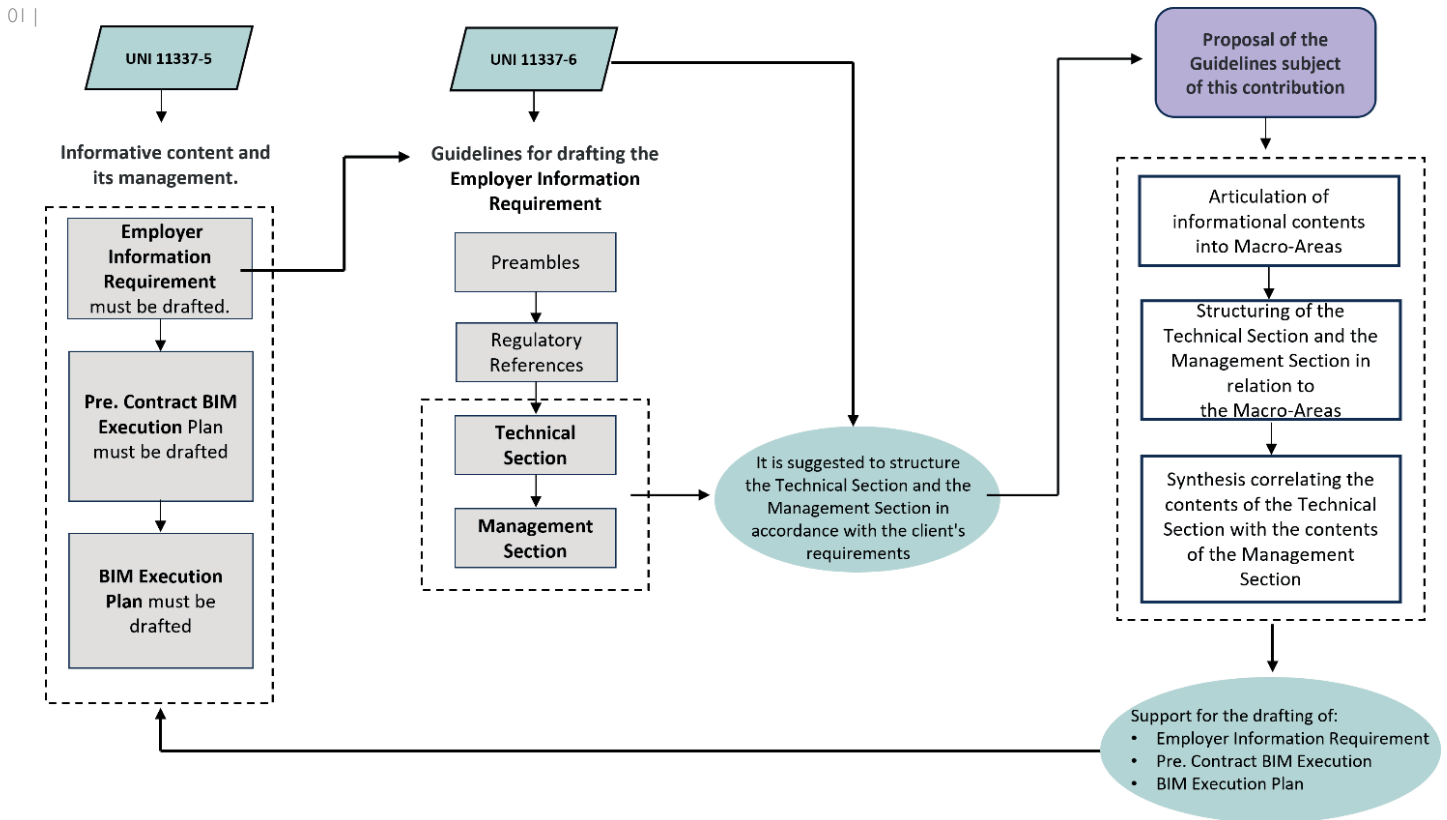 01 |
UNI 11337-5
Informative content and
its management.
Employer
Information
Requirement
must be drafted.
Pre. Contract BIM
Execution Plan
must be drafted
BIM Execution
Plan must be
drafted
UNI 11337-6
Guidelines for drafting the
Employer Information
Requirement
Preambles
Regulatory
References
Technical
Section
Management
Section
It is suggested to structure
the Technical Section and the
Management Section in
accordance with the client's
requirements
Proposal of the
Guidelines subject
of this contribution
Articulation of
informational contents
into Macro-Areas
Structuring of the
Technical Section and the
Management Section in
relation to
the Macro-Areas
Synthesis correlating the
contents of the Technical
Section with the contents
of the Management
Section
Support for the drafting of:
• Employer Information Requirement
• Pre. Contract BIM Execution
• BIM Execution Plan